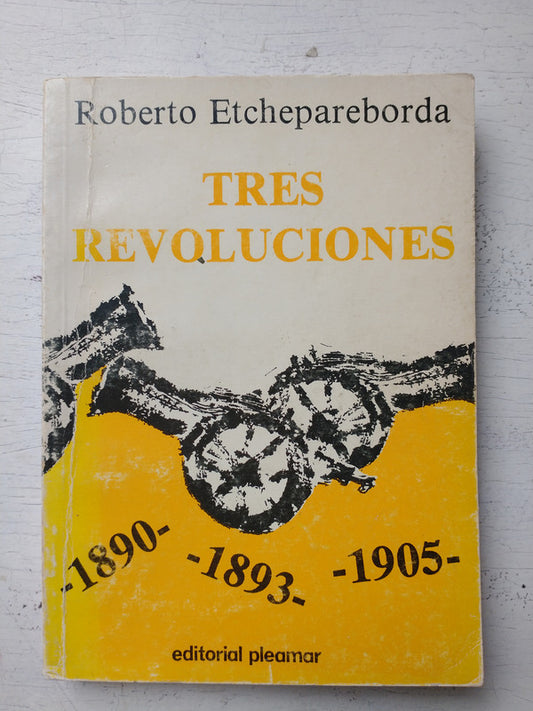 Roberto Etchepareborda
TRES
REVOLUCIONES
-1890-
-1893-
-1905-
editorial pleamar